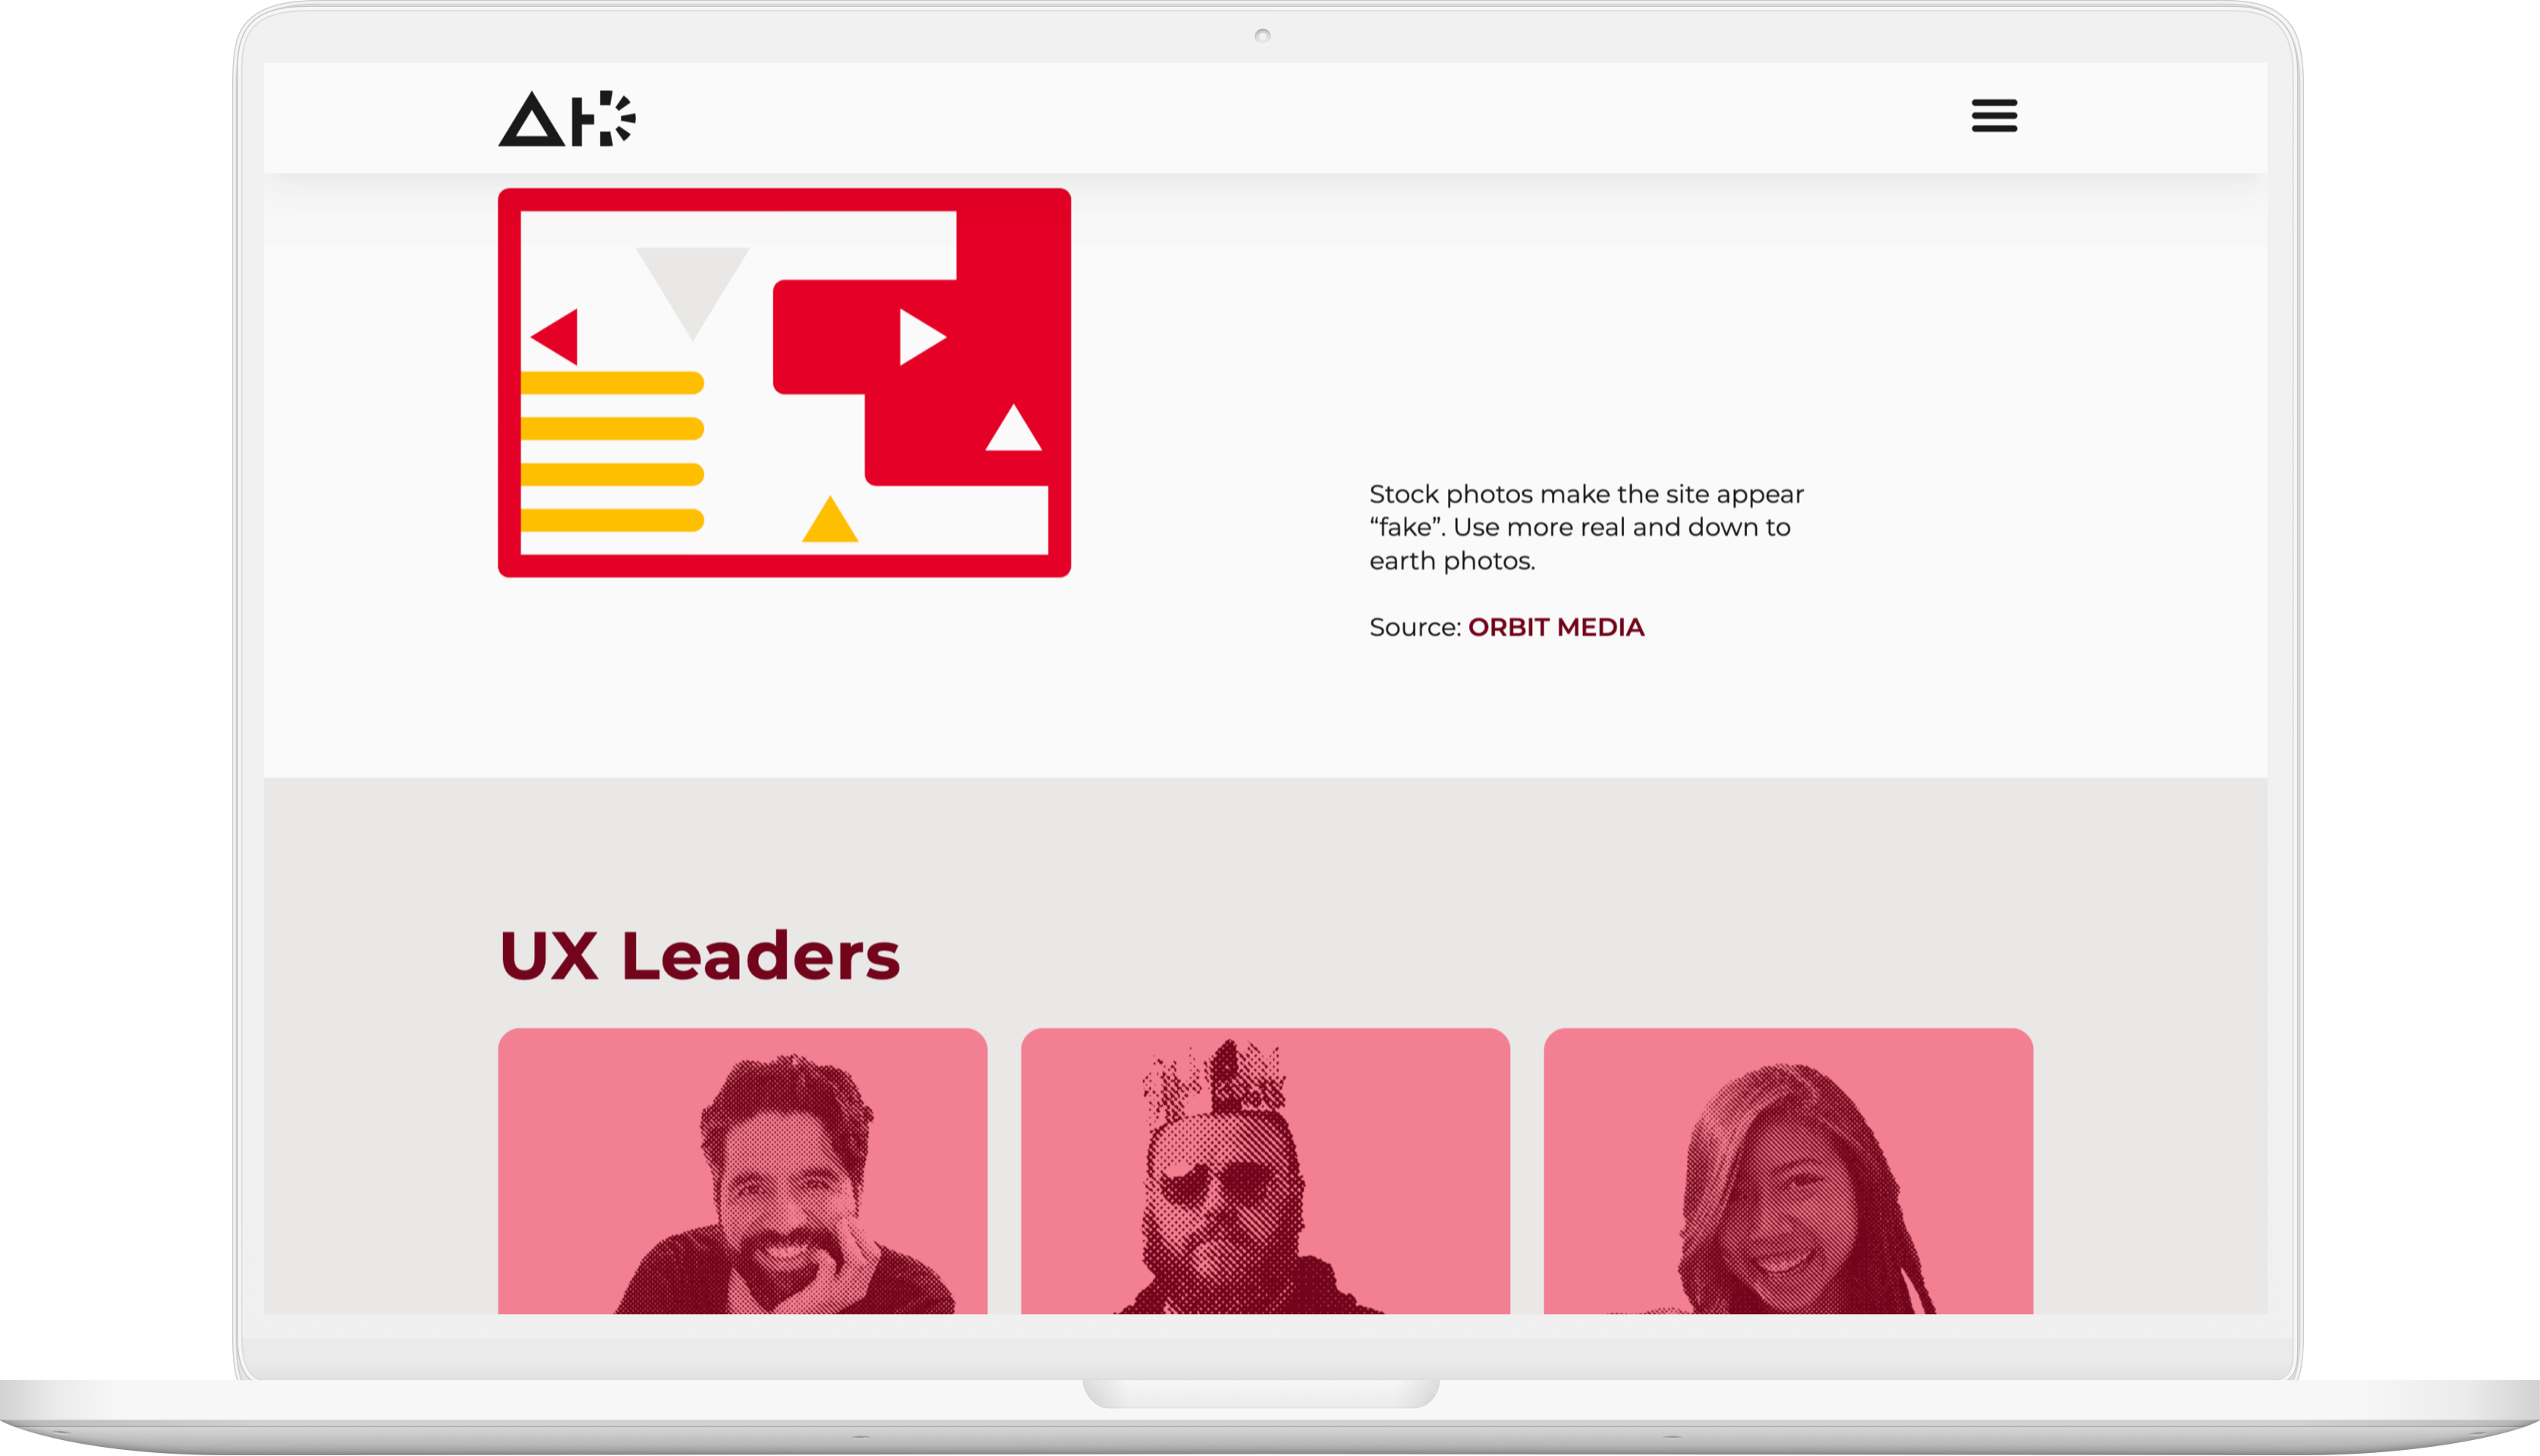 Stock photos make the site appear
“fake”. Use more real and down to
earth photos.
Source: ORBIT MEDIA
UX Leaders